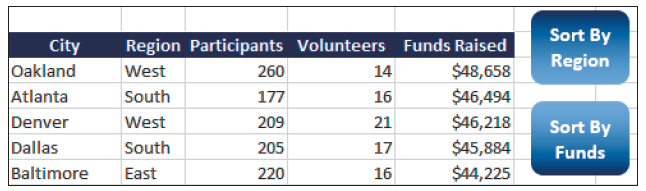 City Region Participants Volunteers Funds Raised
Oakland West 260 14 $48,658
Atlanta South 177 16 $46,494
Denver West 209 21 $46,218
Dallas South 205 17 $45,884
Baltimore East 220 16 $44,225
Sort By
Region
Sort By
Funds